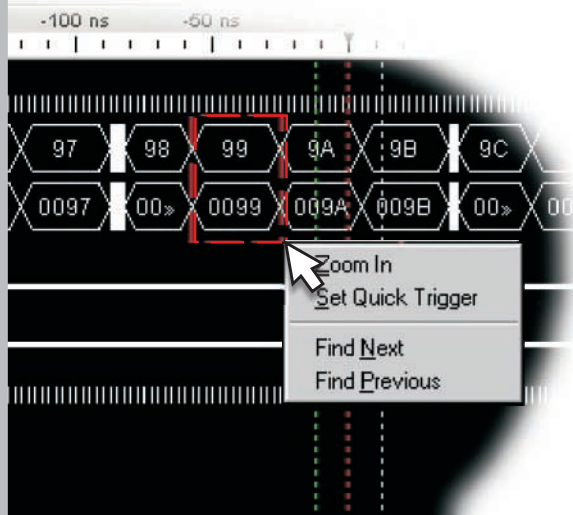 -100 ns -50 ns
97 98 99 9A 9B 9C
0097 00» 0099 009A 009B 00» 00
Zoom In
Set Quick Trigger
Find Next
Find Previous